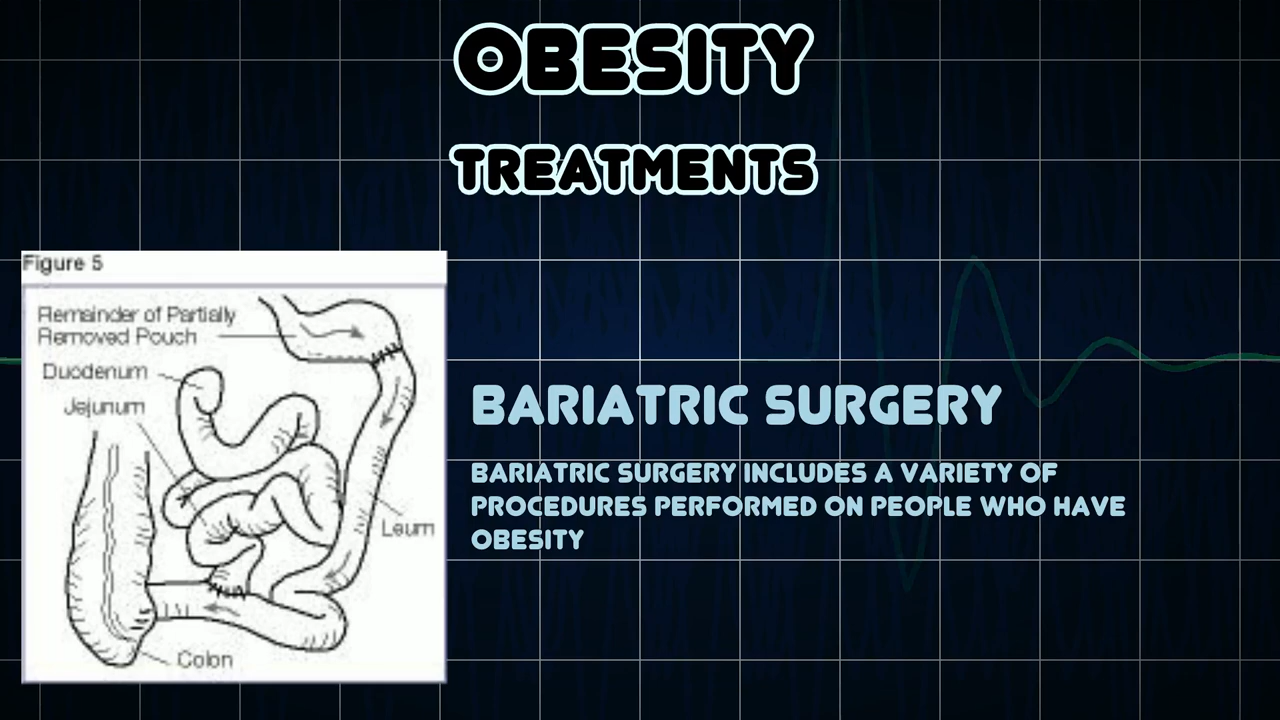 OBESITY
TREATMENTS
Figure 5
Remainder of Partially
Removed Pouch
Duodenum
Jejunum
Leum
Colon
BARIATRIC SURGERY
BARIATRIC SURGERY INCLUDES A VARIETY OF
PROCEDURES PERFORMED ON PEOPLE WHO HAVE
OBESITY